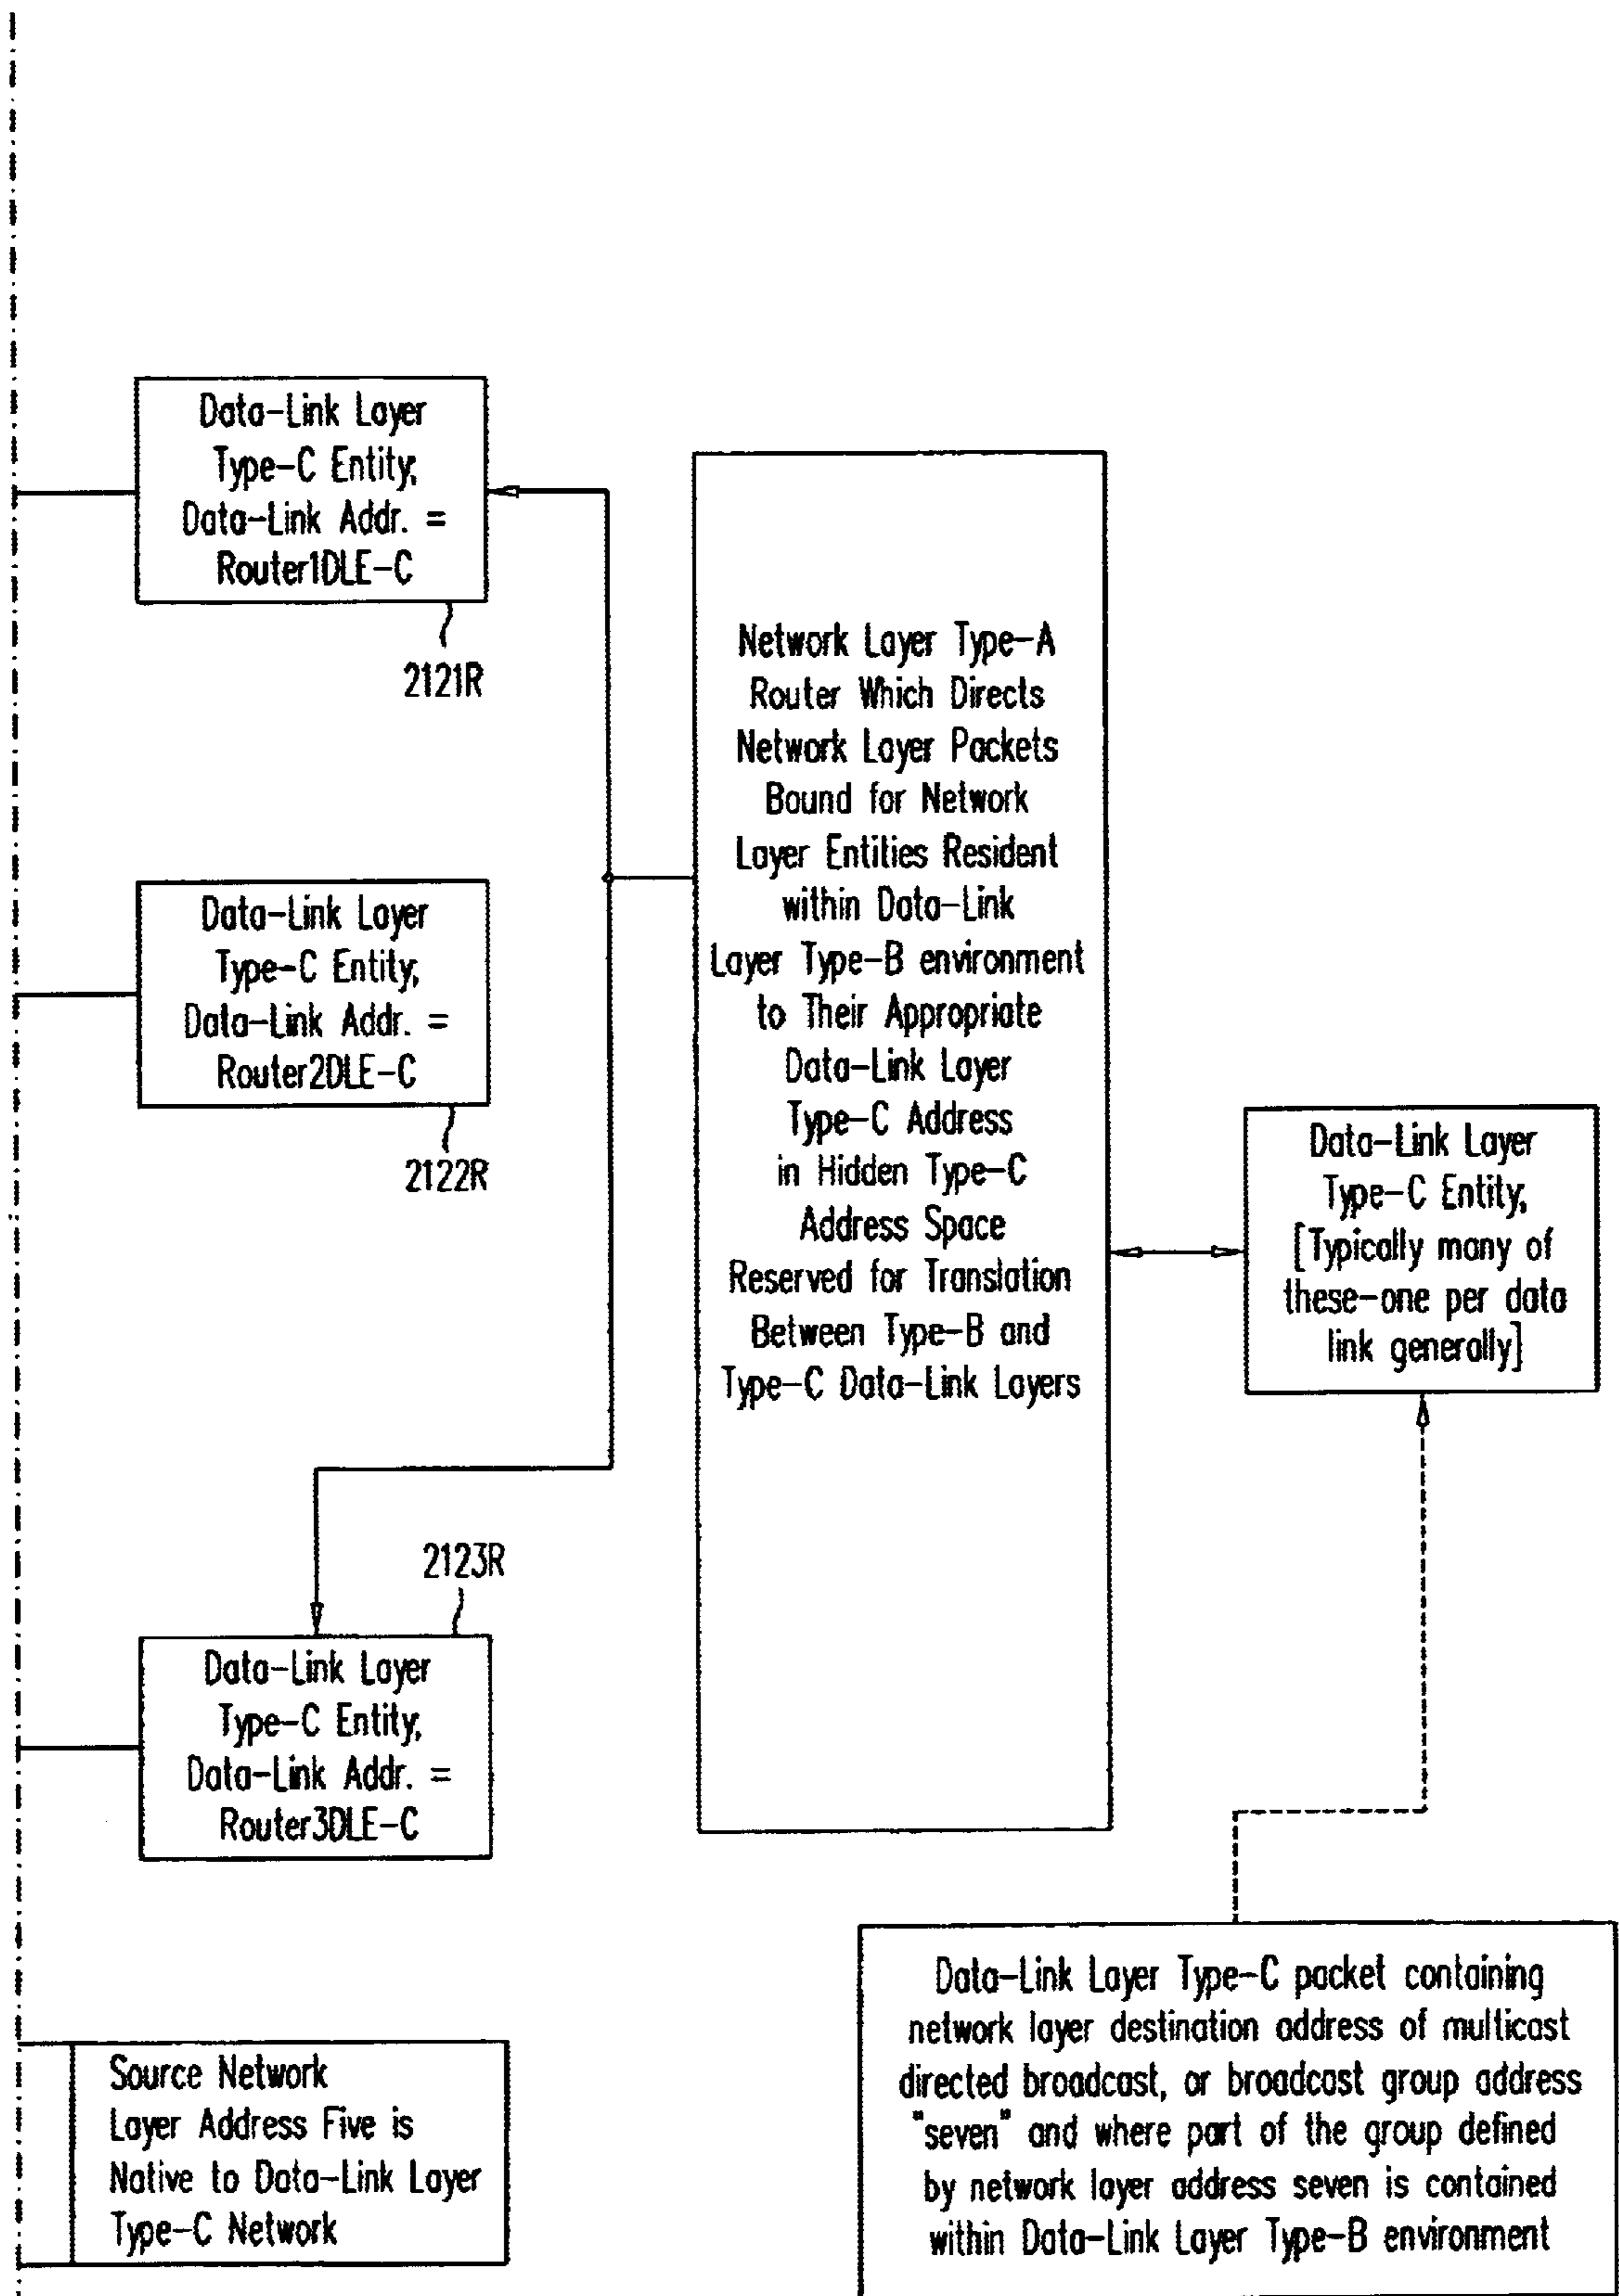 Data-Link Layer
Type-C Entity;
Data-Link Addr. =
Router1DLE-C
2121R
Data-Link Layer
Type-C Entity;
Data-Link Addr. =
Router2DLE-C
2122R
2123R
Data-Link Layer
Type-C Entity;
Data-Link Addr. =
Router3DLE-C
Source Network
Layer Address Five is
Native to Data-Link Layer
Type-C Network
Network Layer Type-A
Router Which Directs
Network Layer Packets
Bound for Network
Layer Entities Resident
within Data-Link
Layer Type-B environment
to Their Appropriate
Data-Link Layer
Type-C Address
in Hidden Type-C
Address Space
Reserved for Translation
Between Type-B and
Type-C Data-Link Layers
Data-Link Layer
Type-C Entity;
[Typically many of
these-one per data
link generally]
Data-Link Layer Type-C packet containing
network layer destination address of multicast
directed broadcast, or broadcast group address
"seven" and where part of the group defined
by network layer address seven is contained
within Data-Link Layer Type-B environment